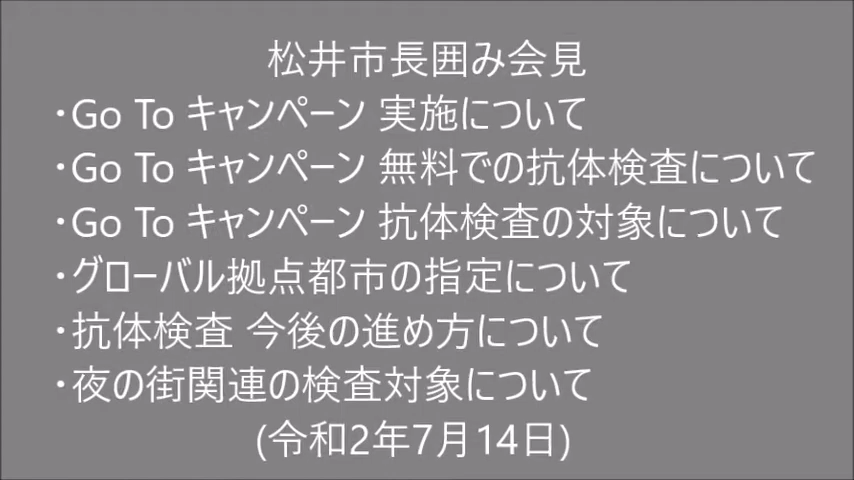 松井市長囲み会見
・Go To キャンペーン 実施について
・Go To キャンペーン 無料での抗体検査について
・Go To キャンペーン 抗体検査の対象について
・グローバル拠点都市の指定について
・抗体検査 今後の進め方について
・夜の街関連の検査対象について
(令和2年7月14日)